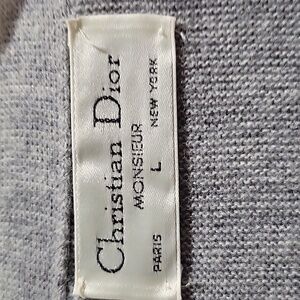 Christian Dior
MONSIEUR
L
PARIS NEW YORK